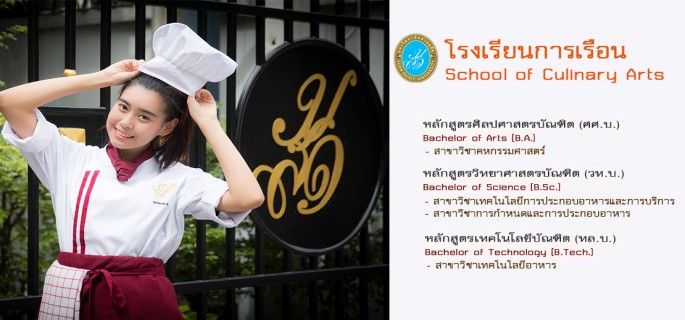 โรงเรียนการเรือน
School of Culinary Arts
หลักสูตรศิลปศาสตรบัณฑิต (ศศ.บ.)
Bachelor of Arts [B.A.]
- สาขาวิชาคหกรรมศาสตร์
หลักสูตรวิทยาศาสตรบัณฑิต (วท.บ.)
Bachelor of Science [B.Sc.]
- สาขาวิชาเทคโนโลยีการประกอบอาหารและการบริการ
- สาขาวิชาการกำหนดและการประกอบอาหาร
หลักสูตรเทคโนโลยีบัณฑิต (ทล.บ.)
Bachelor of Technology [B.Tech.]
- สาขาวิชาเทคโนโลยีอาหาร